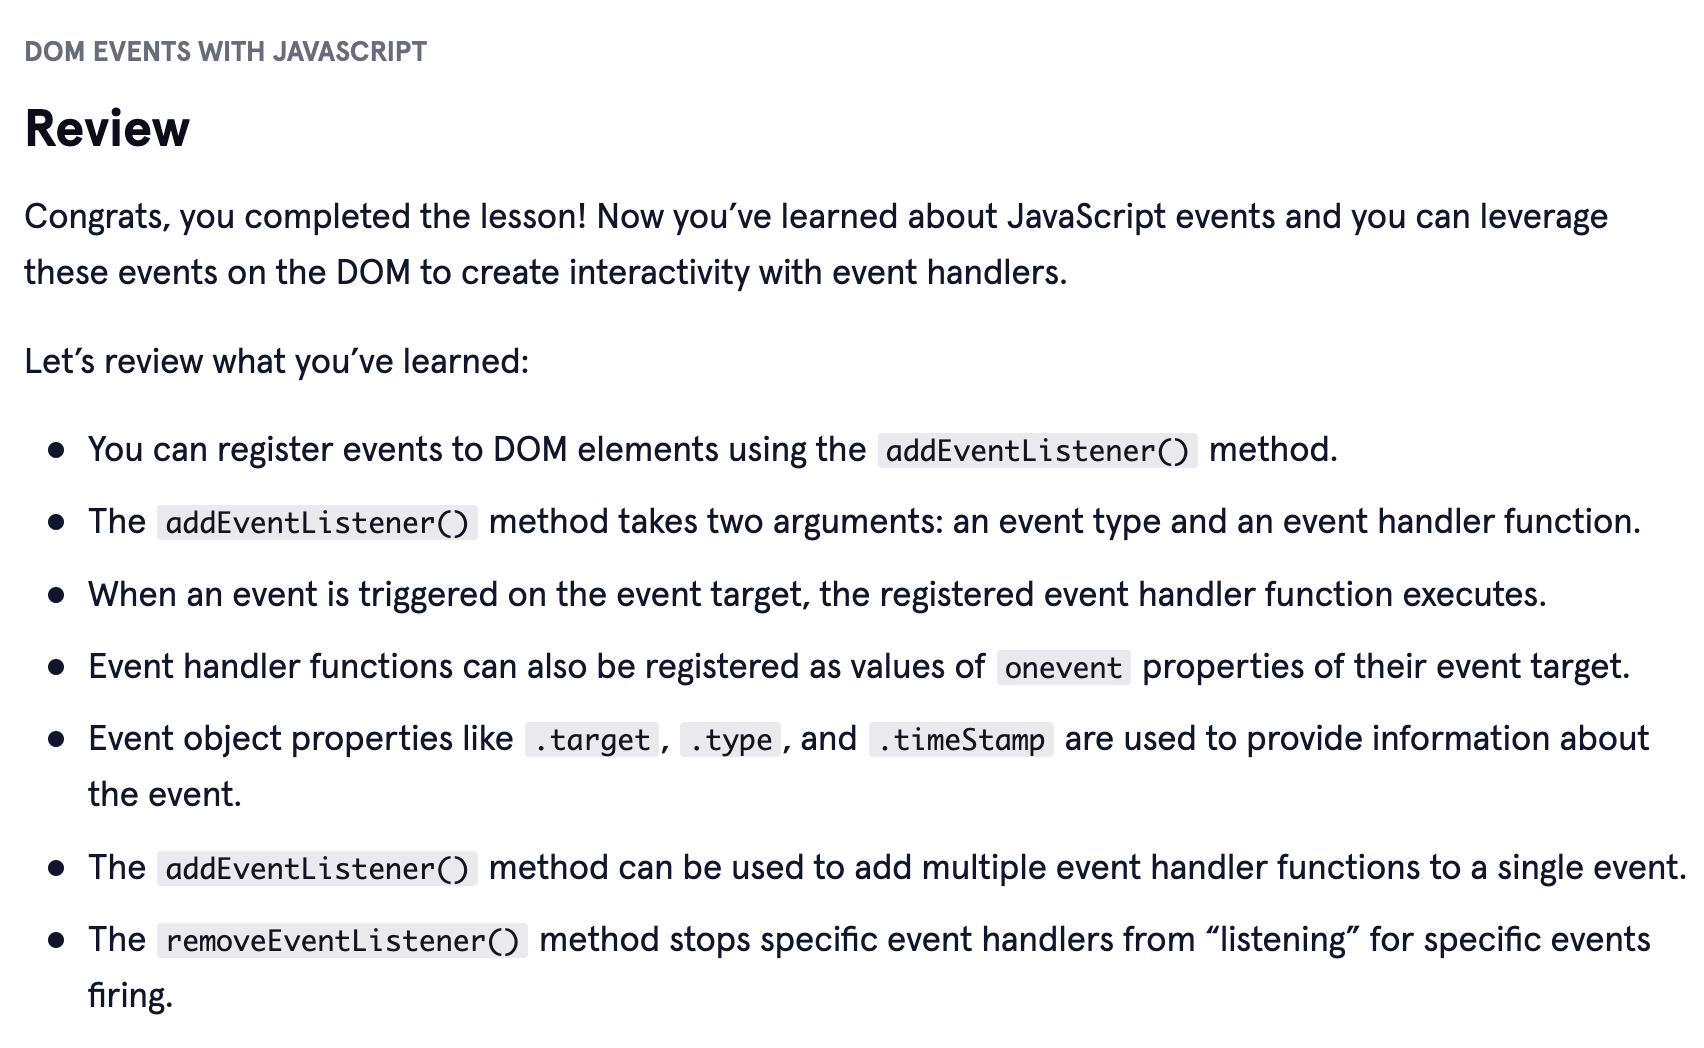 DOM EVENTS WITH JAVASCRIPT
Review
Congrats, you completed the lesson! Now you’ve learned about JavaScript events and you can leverage
these events on the DOM to create interactivity with event handlers.
Let’s review what you’ve learned:
● You can register events to DOM elements using the addEventListener() method.
● The addEventListener() method takes two arguments: an event type and an event handler function.
● When an event is triggered on the event target, the registered event handler function executes.
● Event handler functions can also be registered as values of onevent properties of their event target.
● Event object properties like .target, .type, and .timeStamp are used to provide information about
the event.
● The addEventListener() method can be used to add multiple event handler functions to a single event.
● The removeEventListener() method stops specific event handlers from “listening” for specific events
firing.